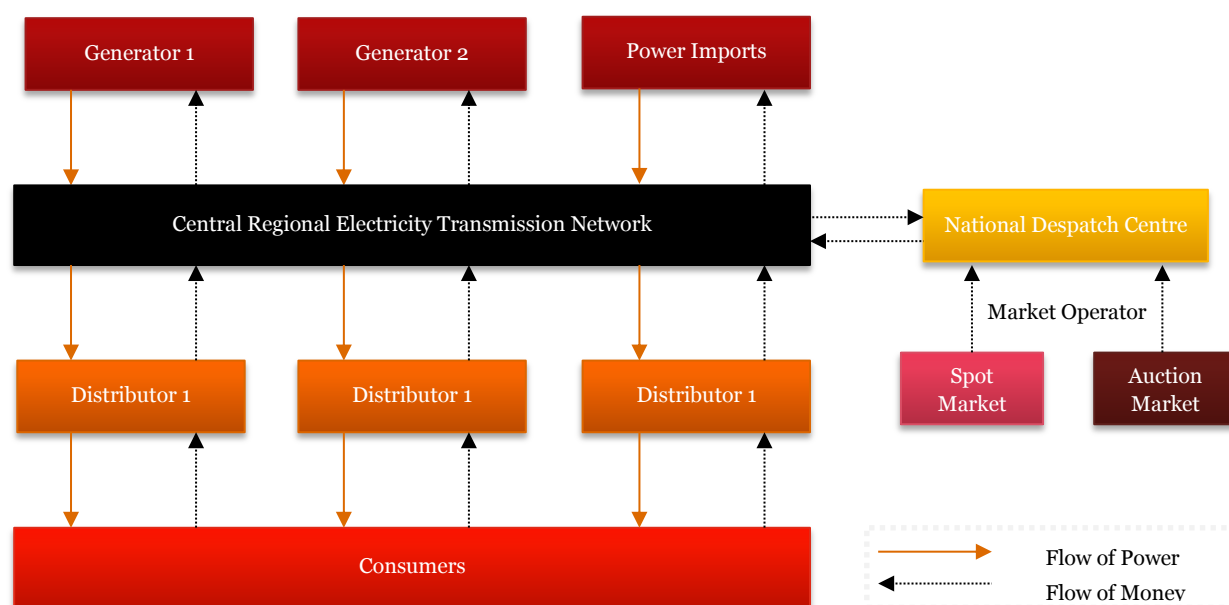 Generator 1
Generator 2
Power Imports
Central Regional Electricity Transmission Network
National Despatch Centre
Market Operator
Distributor 1
Distributor 1
Distributor 1
Spot
Market
Auction
Market
Consumers
Flow of Power
Flow of Money